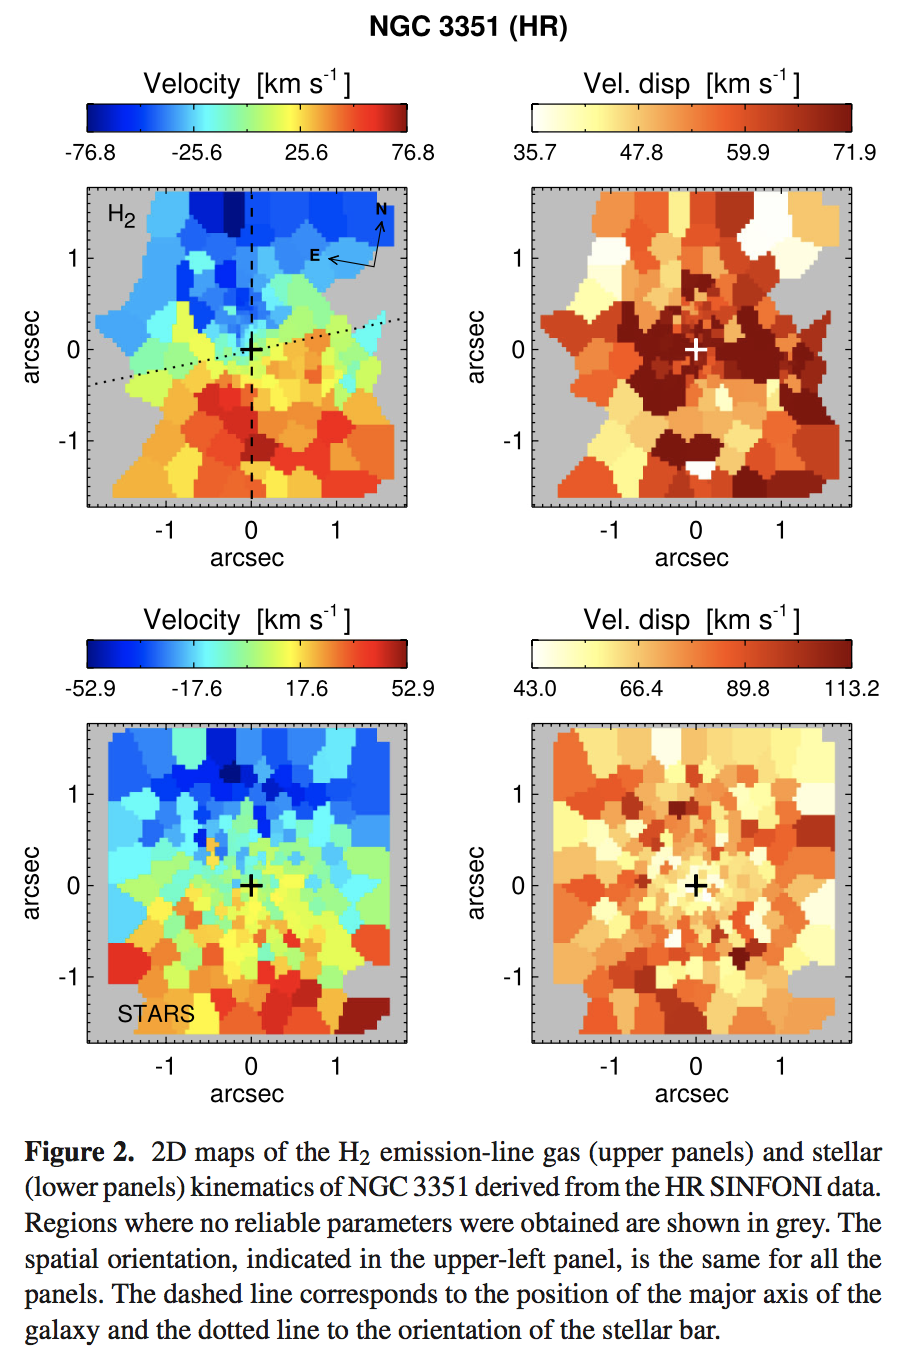 NGC 3351 (HR)
Velocity [km s⁻¹]
Vel. disp [km s⁻¹]
-76.8 -25.6 25.6 76.8
35.7 47.8 59.9 71.9
H₂
N
E
1
0
-1
arcsec
-1 0 1
arcsec
1
0
-1
arcsec
-1 0 1
arcsec
Velocity [km s⁻¹]
Vel. disp [km s⁻¹]
-52.9 -17.6 17.6 52.9
43.0 66.4 89.8 113.2
1
0
-1
arcsec
STARS
-1 0 1
arcsec
1
0
-1
arcsec
-1 0 1
arcsec
Figure 2. 2D maps of the H₂ emission-line gas (upper panels) and stellar
(lower panels) kinematics of NGC 3351 derived from the HR SINFONI data.
Regions where no reliable parameters were obtained are shown in grey. The
spatial orientation, indicated in the upper-left panel, is the same for all the
panels. The dashed line corresponds to the position of the major axis of the
galaxy and the dotted line to the orientation of the stellar bar.